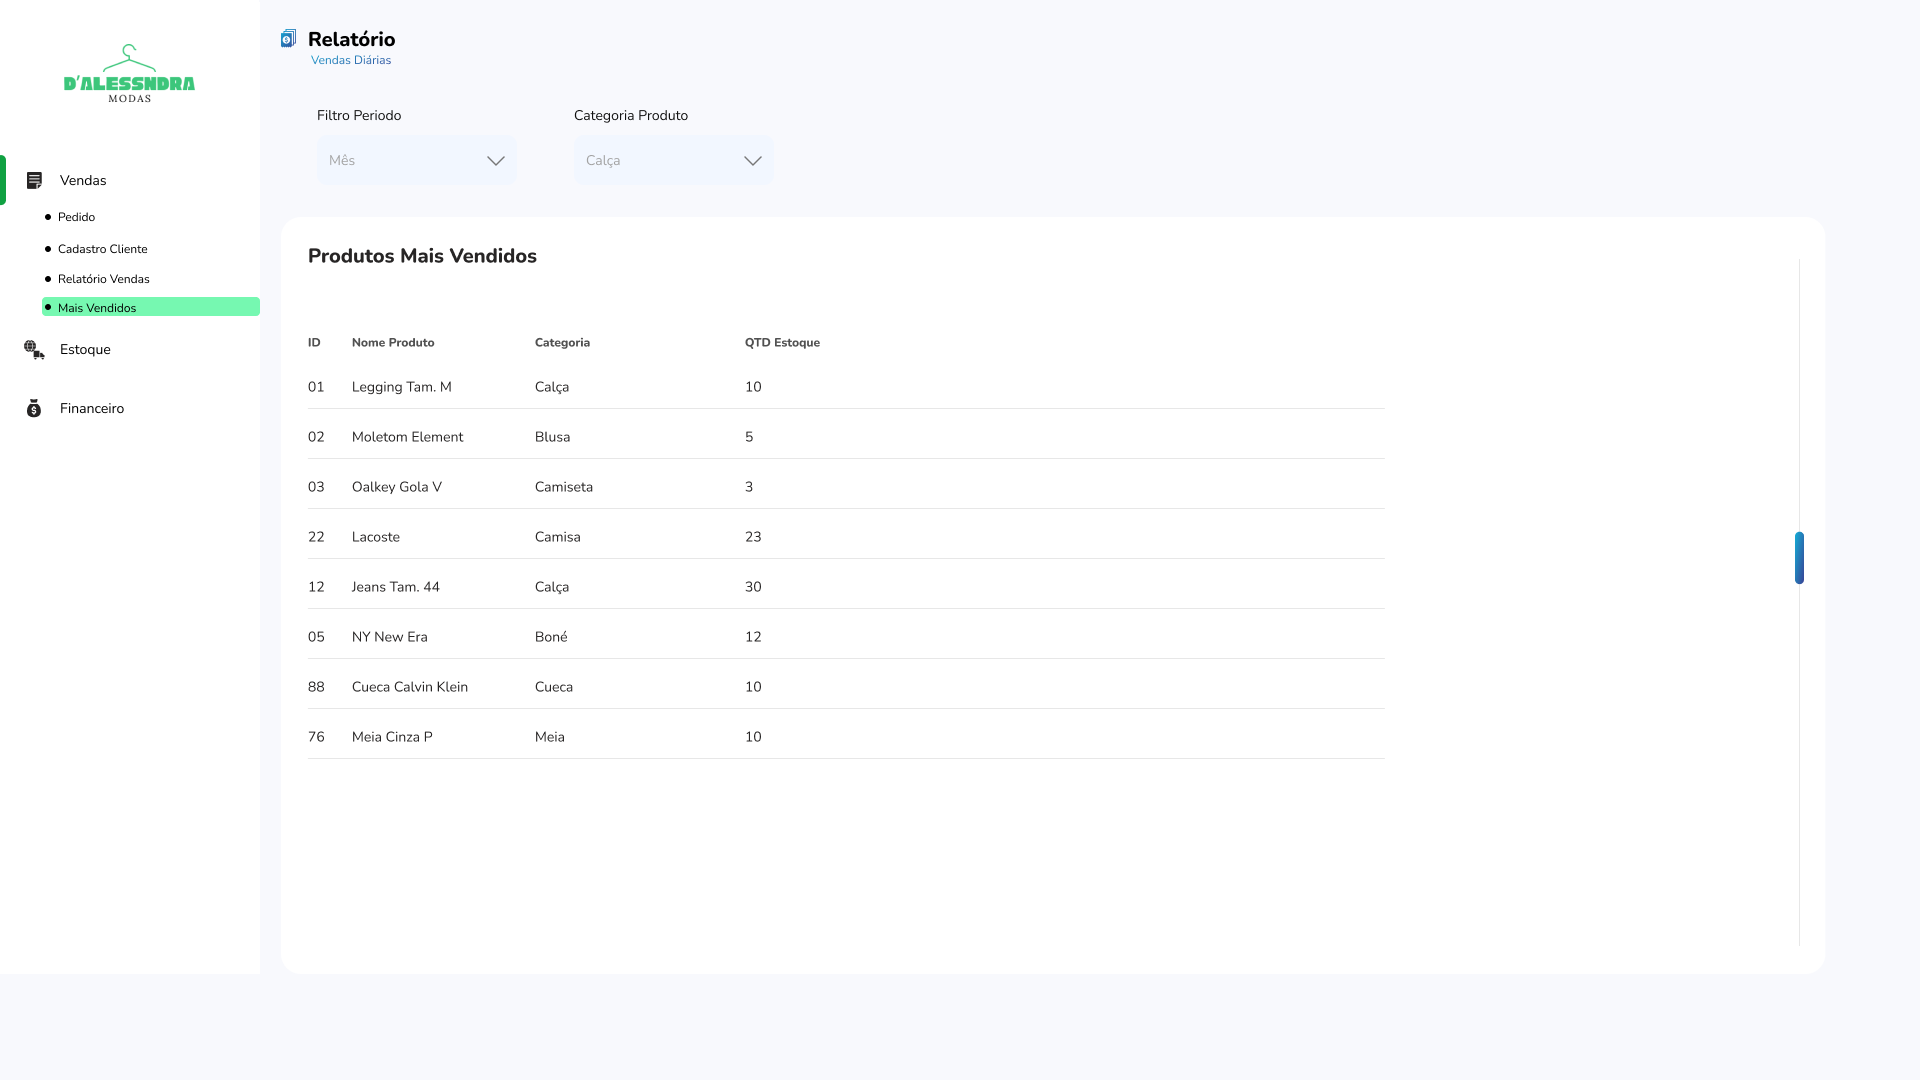 D'ALESSNDRA
MODAS
Vendas
Pedido
Cadastro Cliente
Relatório Vendas
Mais Vendidos
Estoque
Financeiro
Relatório
Vendas Diárias
Filtro Periodo
Mês
Categoria Produto
Calça
Produtos Mais Vendidos
ID Nome Produto Categoria QTD Estoque
01 Legging Tam. M Calça 10
02 Moletom Element Blusa 5
03 Oalkey Gola V Camiseta 3
22 Lacoste Camisa 23
12 Jeans Tam. 44 Calça 30
05 NY New Era Boné 12
88 Cueca Calvin Klein Cueca 10
76 Meia Cinza P Meia 10